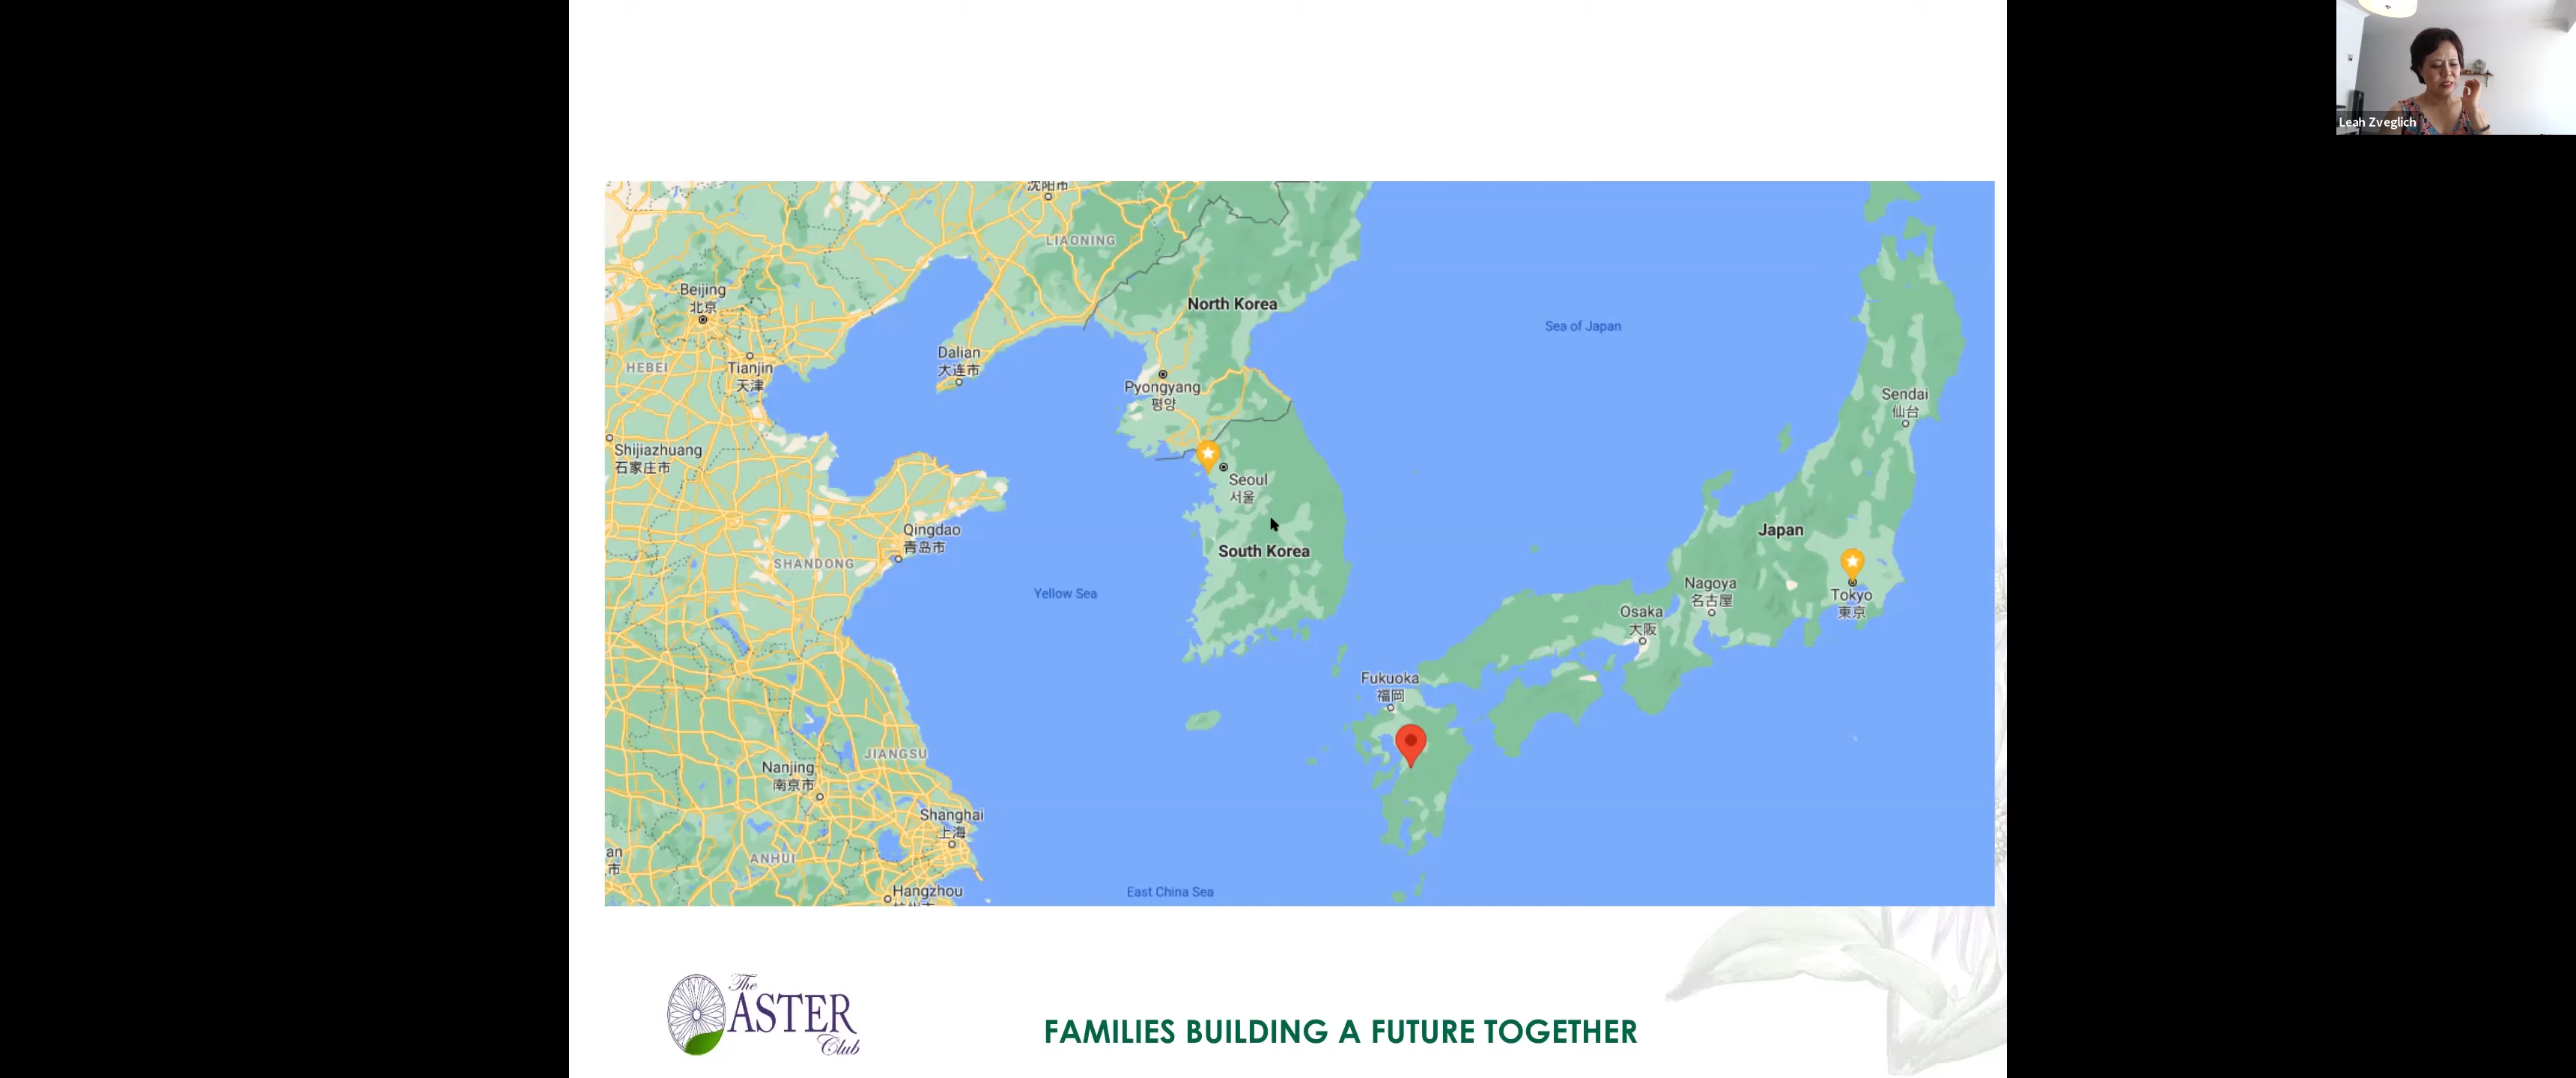 Leah Zveglich
沈阳市
LIAONING
Beijing
北京
North Korea
Sea of Japan
Dalian
大连市
HEBEI
Tianjin
天津
Pyongyang
평양
Sendai
仙台
Shijiazhuang
石家庄市
Seoul
서울
Qingdao
青岛市
Japan
South Korea
SHANDONG
Nagoya
名古屋
Yellow Sea
Tokyo
東京
Osaka
大阪
Fukuoka
福岡
JIANGSU
Nanjing
南京市
Shanghai
上海
an
市
ANHUI
Hangzhou
East China Sea
The
ASTER
Club
FAMILIES BUILDING A FUTURE TOGETHER